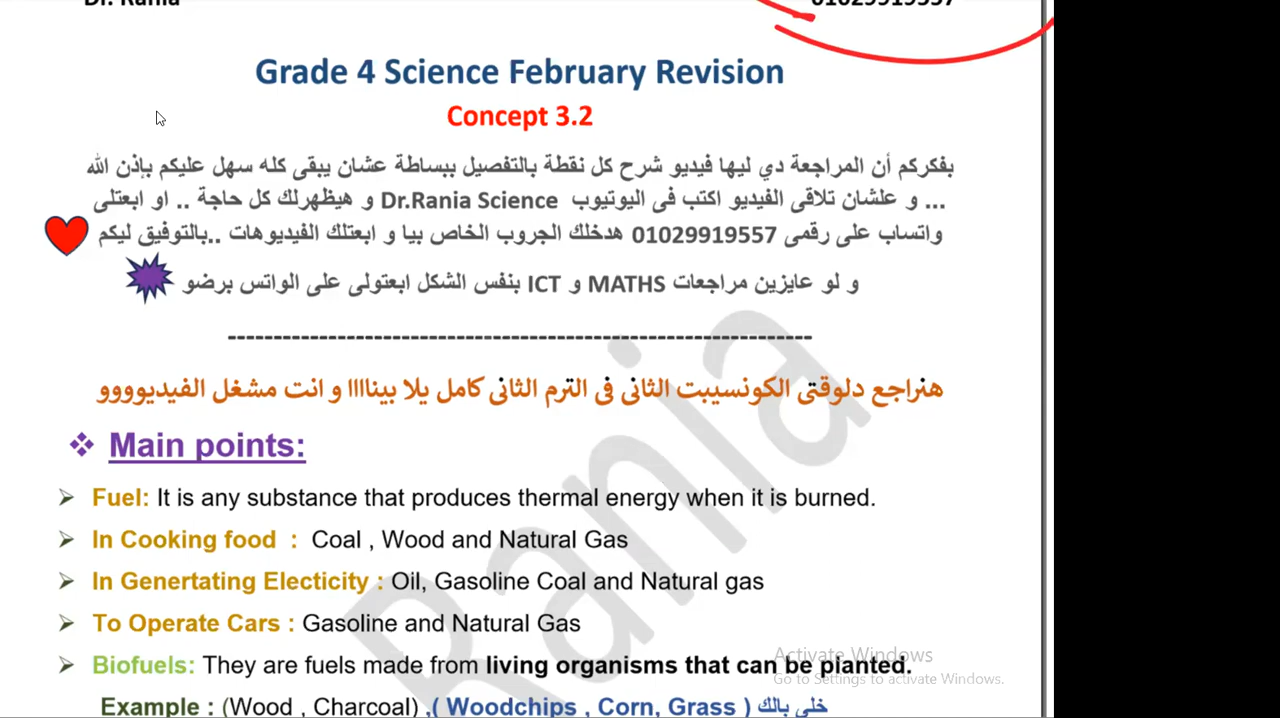 Dr. Rania 01029919557
Grade 4 Science February Revision
Concept 3.2
بفكركم أن المراجعة دي ليها فيديو شرح كل نقطة بالتفصيل ببساطة عشان يبقى كله سهل عليكم بإذن الله
... و علشان تلاقى الفيديو اكتب فى اليوتيوب Dr.Rania Science و هيظهرلك كل حاجة .. او ابعتلى
واتساب على رقمى 01029919557 هدخلك الجروب الخاص بيا و ابعتلك الفيديوهات ..بالتوفيق ليكم
و لو عايزين مراجعات MATHS و ICT بنفس الشكل ابعتولى على الواتس برضو
------------------------------------------------------------
هنراجع دلوقتى الكونسيبت الثانى فى الترم الثانى كامل يلا بيناااا و انت مشغل الفيديوووو
❖ Main points:
➢ Fuel: It is any substance that produces thermal energy when it is burned.
➢ In Cooking food : Coal , Wood and Natural Gas
➢ In Genertating Electicity : Oil, Gasoline Coal and Natural gas
➢ To Operate Cars : Gasoline and Natural Gas
➢ Biofuels: They are fuels made from living organisms that can be planted.
Example : (Wood , Charcoal) ,( Woodchips , Corn, Grass ) خلى بالك
Rania
Activate Windows
Go to Settings to activate Windows.